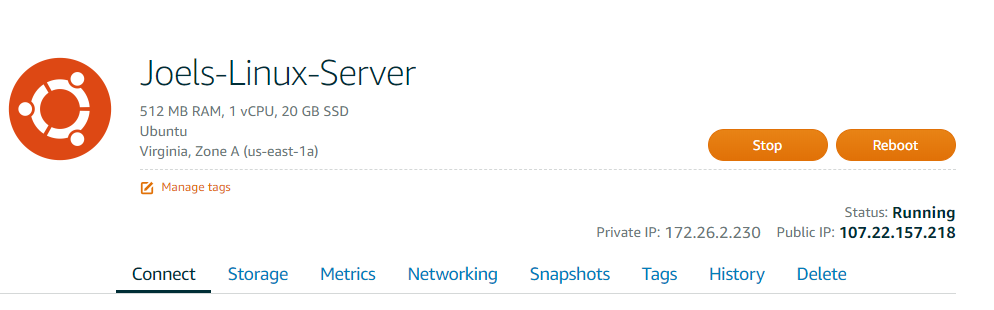 Joels-Linux-Server
512 MB RAM, 1 vCPU, 20 GB SSD
Ubuntu
Virginia, Zone A (us-east-1a)
Stop Reboot
Manage tags
Status: Running
Private IP: 172.26.2.230 Public IP: 107.22.157.218
Connect Storage Metrics Networking Snapshots Tags History Delete